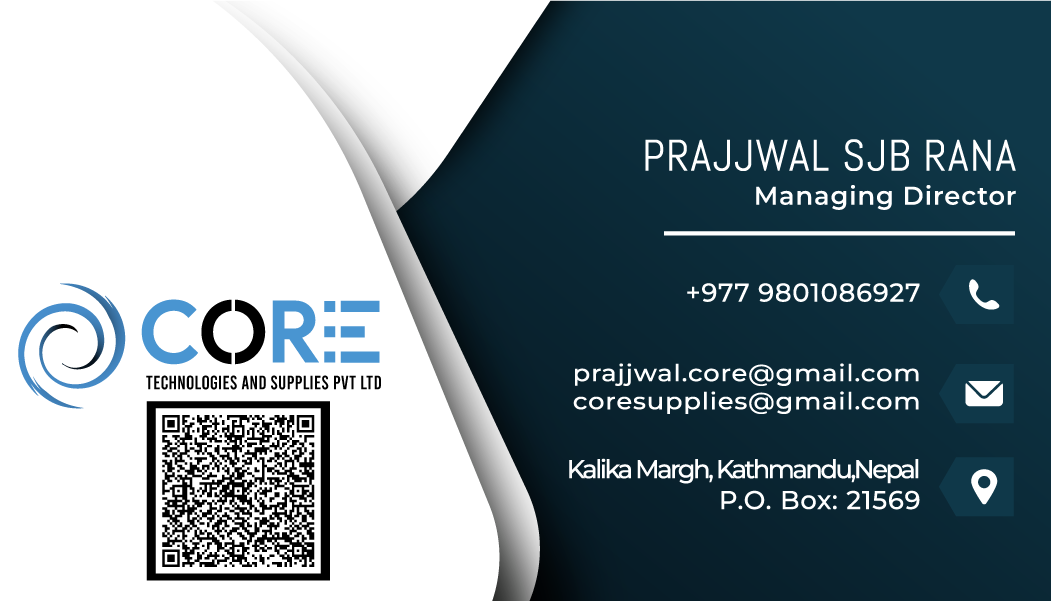 PRAJJWAL SJB RANA
Managing Director
+977 9801086927
prajjwal.core@gmail.com
coresupplies@gmail.com
Kalika Margh, Kathmandu,Nepal
P.O. Box: 21569
CORE
TECHNOLOGIES AND SUPPLIES PVT LTD